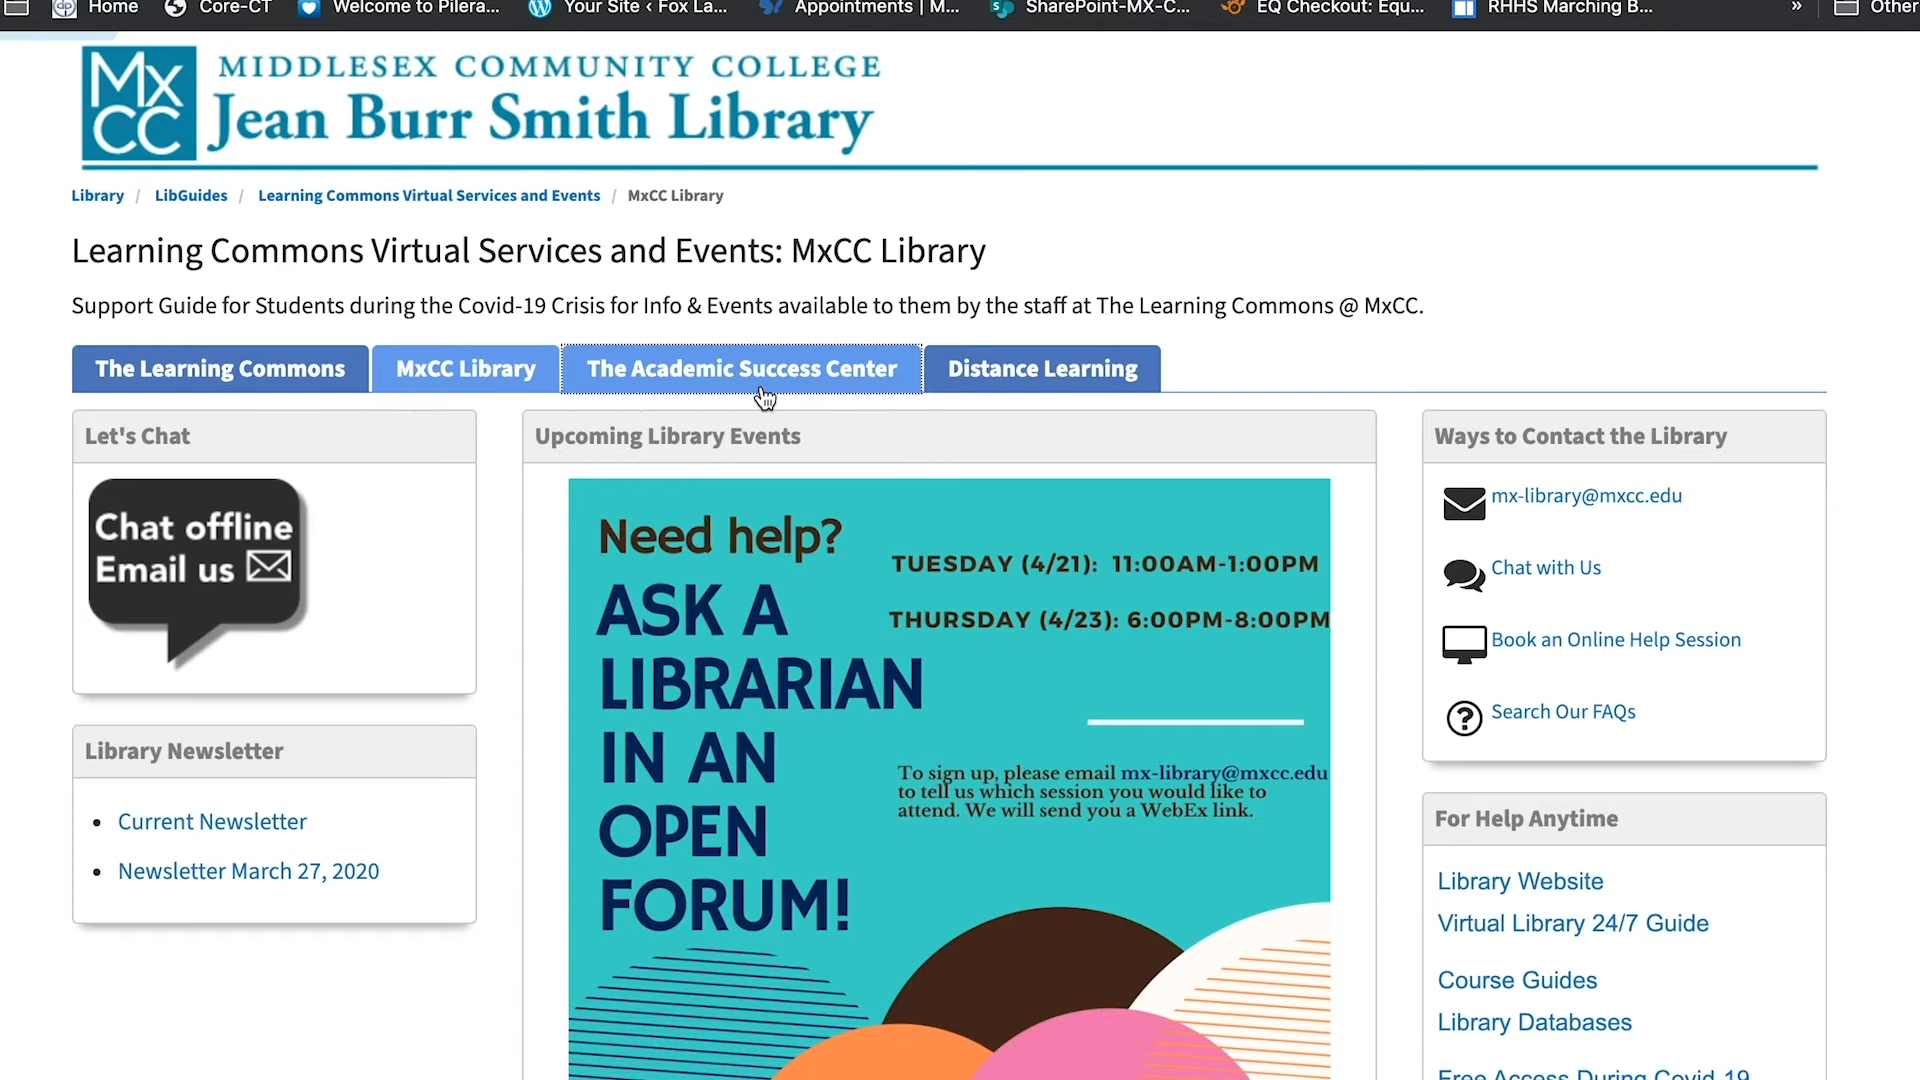 Home Core-CT Welcome to Pilera... Your Site ‹ Fox La... Appointments | M... SharePoint-MX-C... EQ Checkout: Equ... RHHS Marching B... » Other
MXCC
MIDDLESEX COMMUNITY COLLEGE
Jean Burr Smith Library
Library / LibGuides / Learning Commons Virtual Services and Events / MxCC Library
Learning Commons Virtual Services and Events: MxCC Library
Support Guide for Students during the Covid-19 Crisis for Info & Events available to them by the staff at The Learning Commons @ MxCC.
The Learning Commons MxCC Library The Academic Success Center Distance Learning
Let's Chat
Chat offline
Email us
Library Newsletter
• Current Newsletter
• Newsletter March 27, 2020
Upcoming Library Events
Need help?
ASK A
LIBRARIAN
IN AN
OPEN
FORUM!
TUESDAY (4/21): 11:00AM-1:00PM
THURSDAY (4/23): 6:00PM-8:00PM
To sign up, please email mx-library@mxcc.edu
to tell us which session you would like to
attend. We will send you a WebEx link.
Ways to Contact the Library
mx-library@mxcc.edu
Chat with Us
Book an Online Help Session
Search Our FAQs
For Help Anytime
Library Website
Virtual Library 24/7 Guide
Course Guides
Library Databases
Free Access During Covid-19